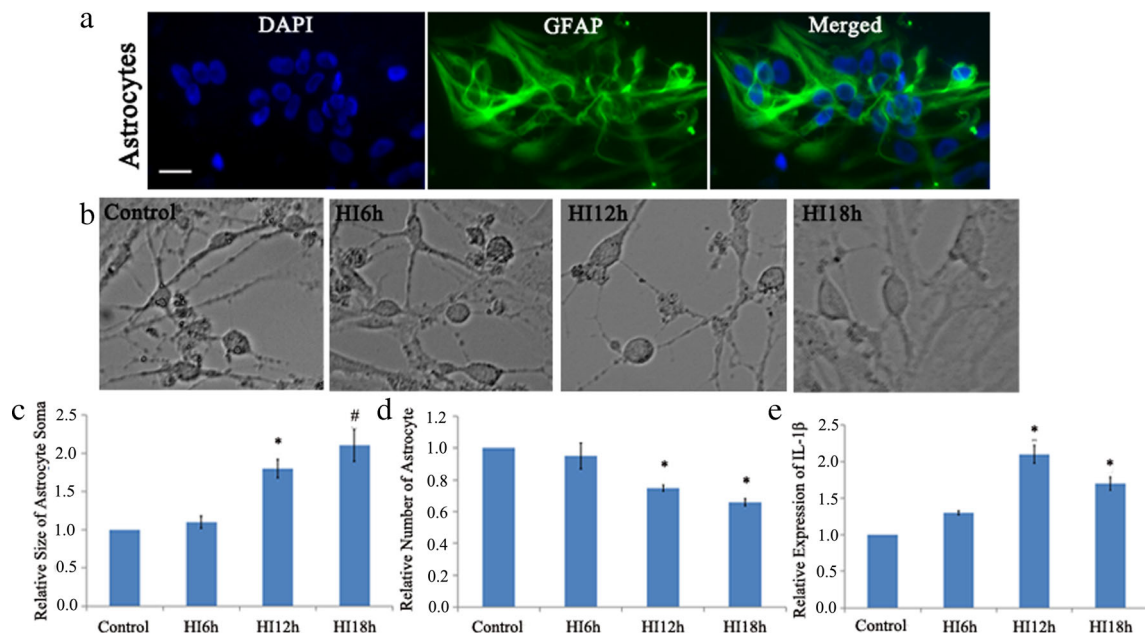 a
DAPI GFAP Merged
Astrocytes
b
Control HI6h HI12h HI18h
c
Relative Size of Astrocyte Soma
2.5
2.0
1.5
1.0
0.5
0.0
* #
Control HI6h HI12h HI18h
d
Relative Number of Astrocyte
1.2
1.0
0.8
0.6
0.4
0.2
0.0
* *
Control HI6h HI12h HI18h
e
Relative Expression of IL-1β
2.5
2.0
1.5
1.0
0.5
0.0
* *
Control HI6h HI12h HI18h